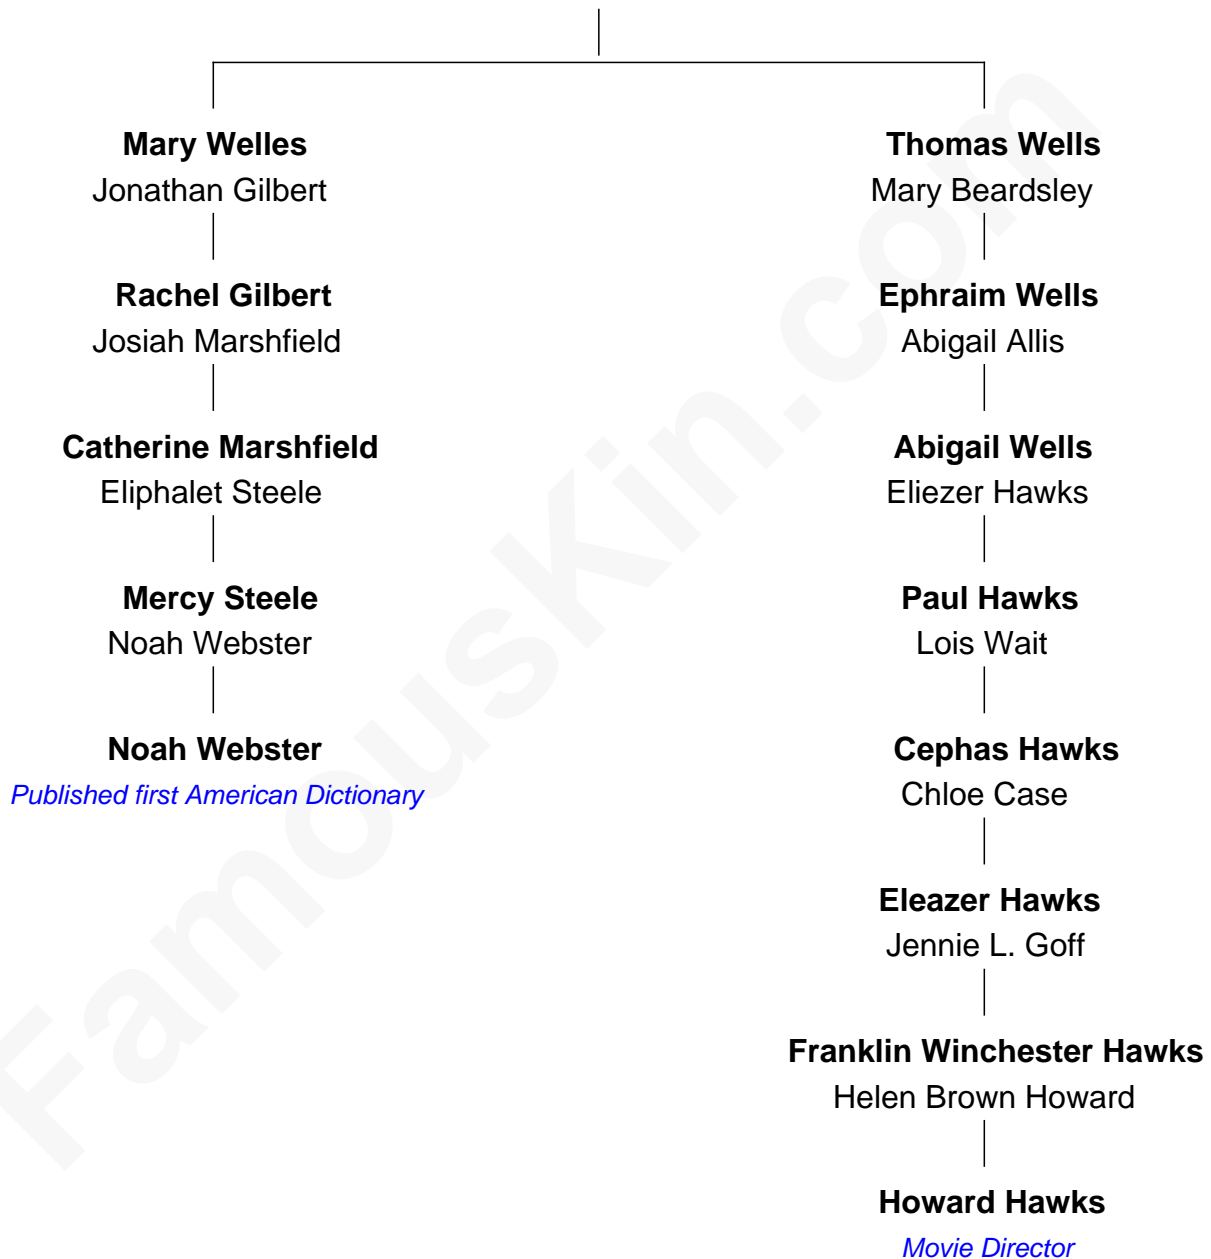 Mary Welles
Jonathan Gilbert
Rachel Gilbert
Josiah Marshfield
Catherine Marshfield
Eliphalet Steele
Mercy Steele
Noah Webster
Noah Webster
Published first American Dictionary
Thomas Wells
Mary Beardsley
Ephraim Wells
Abigail Allis
Abigail Wells
Eliezer Hawks
Paul Hawks
Lois Wait
Cephas Hawks
Chloe Case
Eleazer Hawks
Jennie L. Goff
Franklin Winchester Hawks
Helen Brown Howard
Howard Hawks
Movie Director
FamousKin.com